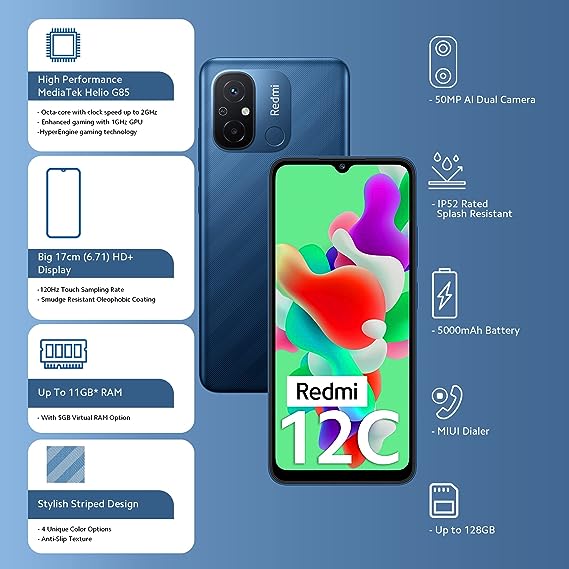 High Performance
MediaTek Helio G85
- Octa-core with clock speed up to 2GHz
- Enhanced gaming with 1GHz GPU
-HyperEngine gaming technology
Big 17cm (6.71) HD+
Display
-120Hz Touch Sampling Rate
- Smudge Resistant Oleophobic Coating
Up To 11GB* RAM
- With 5GB Virtual RAM Option
Stylish Striped Design
- 4 Unique Color Options
- Anti-Slip Texture
Redmi
Redmi
12C
- 50MP AI Dual Camera
- IP52 Rated
Splash Resistant
- 5000mAh Battery
- MIUI Dialer
- Up to 128GB